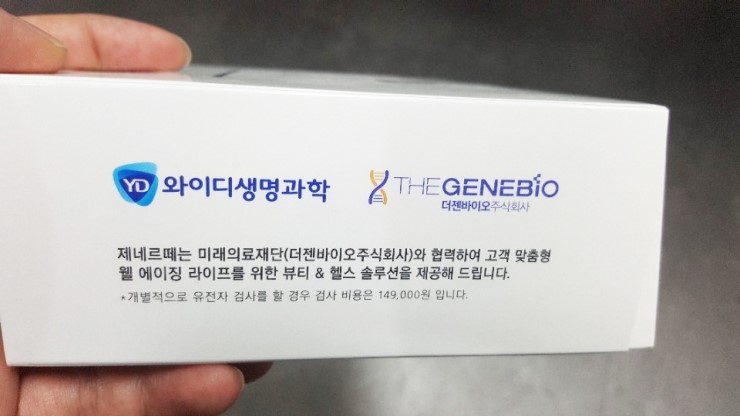 YD 와이디생명과학
THEGENEBIO
더젠바이오주식회사
제네르떼는 미래의료재단(더젠바이오주식회사)와 협력하여 고객 맞춤형
웰 에이징 라이프를 위한 뷰티 & 헬스 솔루션을 제공해 드립니다.
*개별적으로 유전자 검사를 할 경우 검사 비용은 149,000원 입니다.